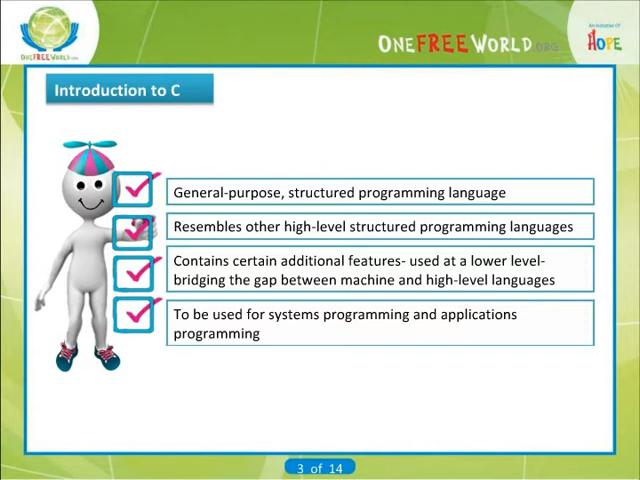 ONEFREEWORLD.ORG
ONEFREEWORLD.ORG
An Initiative Of
HOPE
Introduction to C
General-purpose, structured programming language
Resembles other high-level structured programming languages
Contains certain additional features- used at a lower level-
bridging the gap between machine and high-level languages
To be used for systems programming and applications
programming
3 of 14